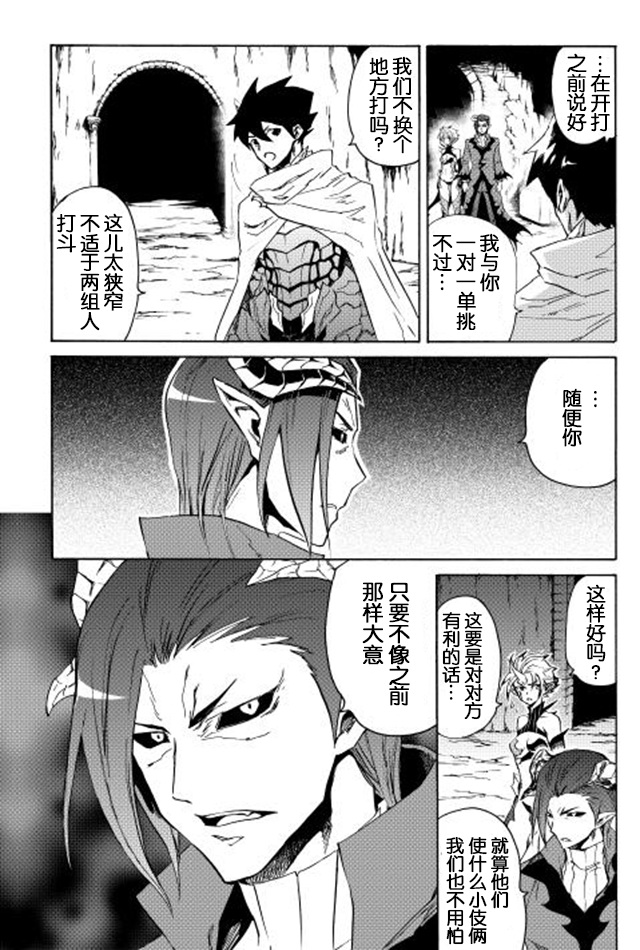 …在开打
之前说好
我与你
一对一单挑
不过…
我们不换个
地方打吗？
这儿太狭窄
不适于两组人
打斗
…
随便你
这样好吗？
这要是对对方
有利的话…
就算他们
使什么小伎俩
我们也不用怕
只要不像之前
那样大意